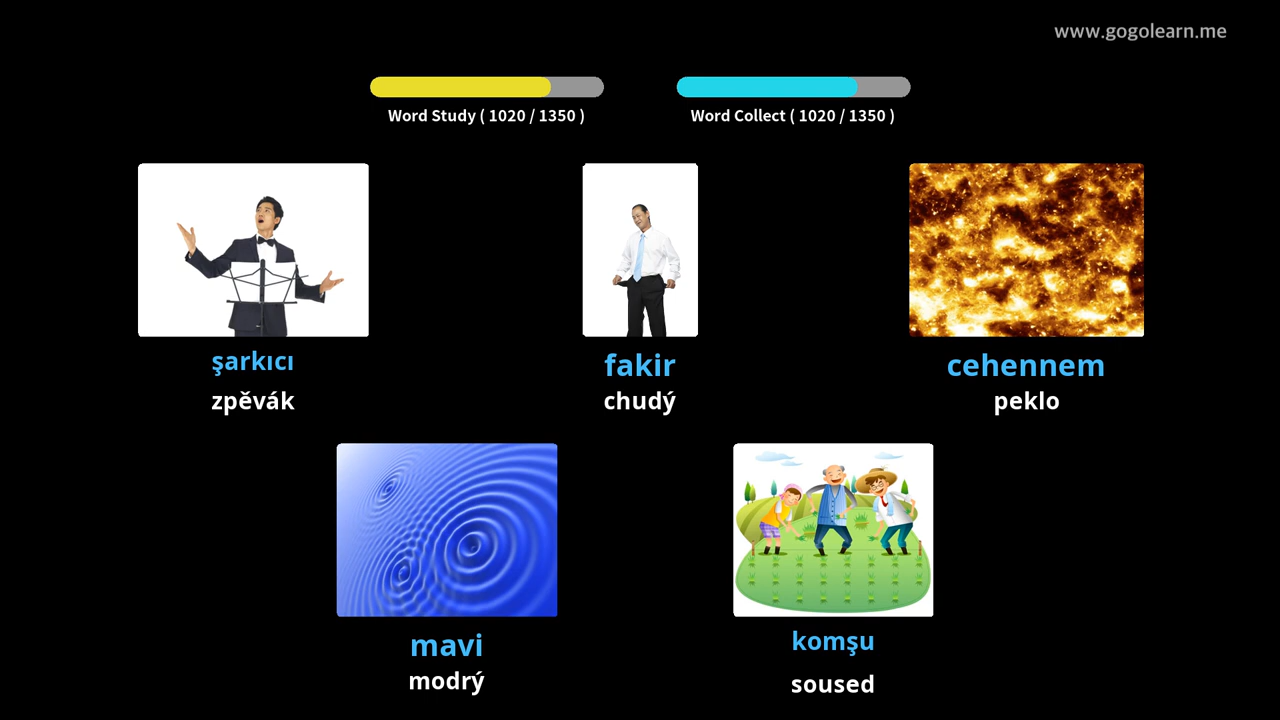 www.gogolearn.me
Word Study ( 1020 / 1350 )
Word Collect ( 1020 / 1350 )
şarkıcı
zpěvák
fakir
chudý
cehennem
peklo
mavi
modrý
komşu
soused